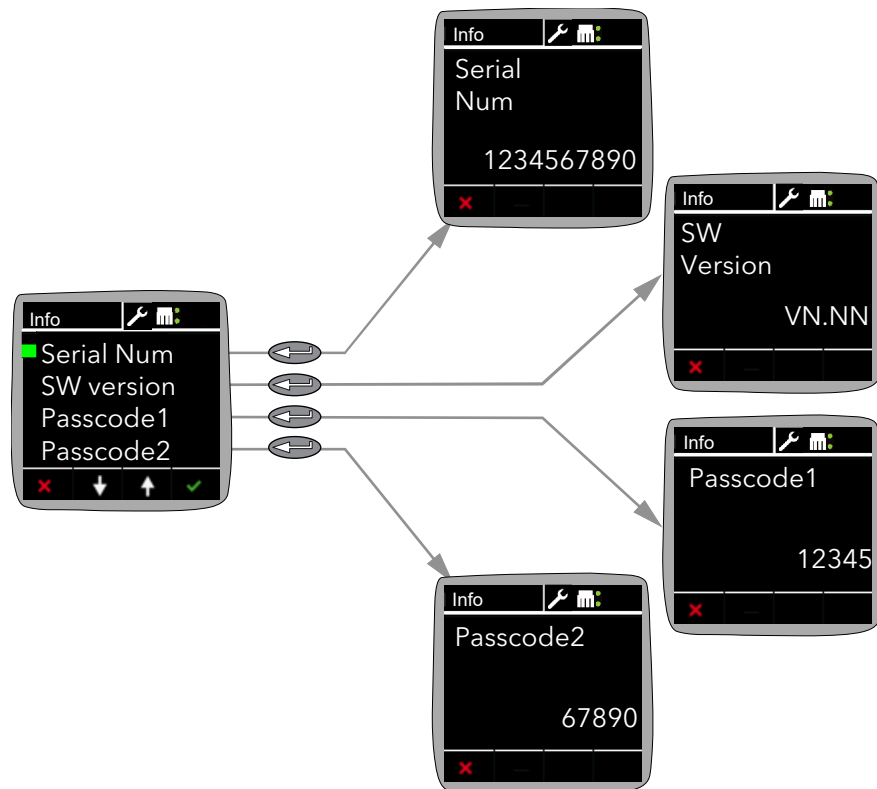 Info
Serial
Num
1234567890
Info
SW
Version
VN.NN
Info
Serial Num
SW version
Passcode1
Passcode2
Info
Passcode1
12345
Info
Passcode2
67890